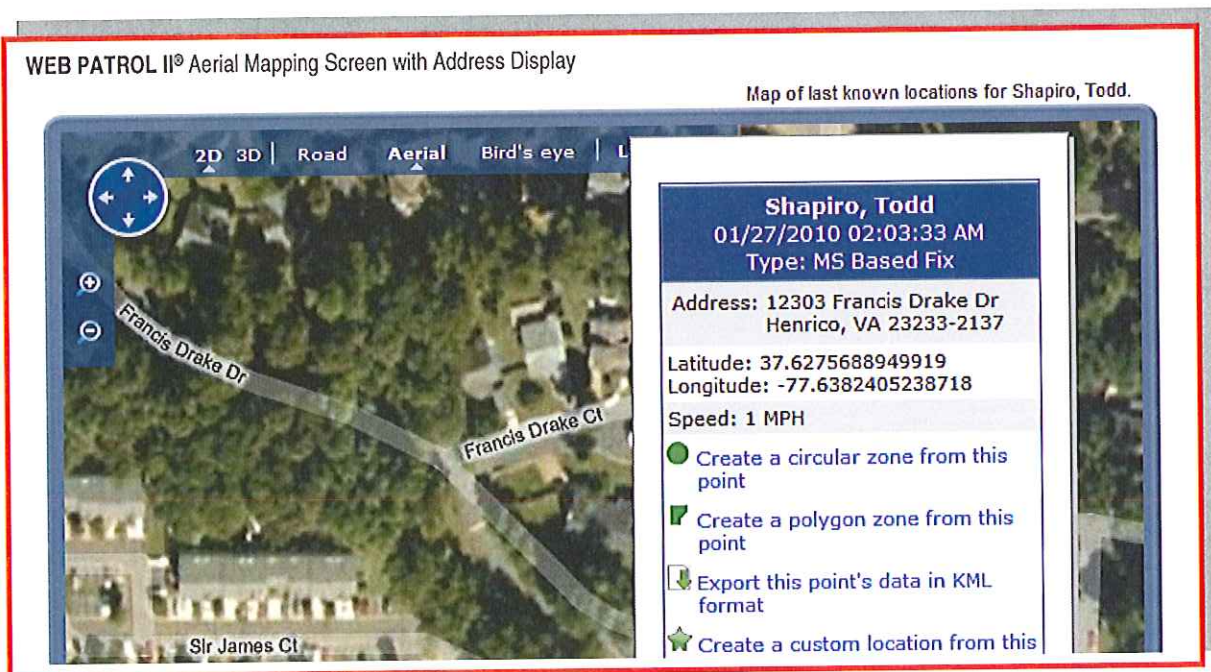 WEB PATROL II® Aerial Mapping Screen with Address Display
Map of last known locations for Shapiro, Todd.
2D 3D | Road Aerial Bird's eye | L
Shapiro, Todd
01/27/2010 02:03:33 AM
Type: MS Based Fix
Address: 12303 Francis Drake Dr
Henrico, VA 23233-2137
Latitude: 37.6275688949919
Longitude: -77.6382405238718
Speed: 1 MPH
Create a circular zone from this
point
Create a polygon zone from this
point
Export this point's data in KML
format
Create a custom location from this
Francis Drake Dr
Francis Drake Ct
Sir James Ct